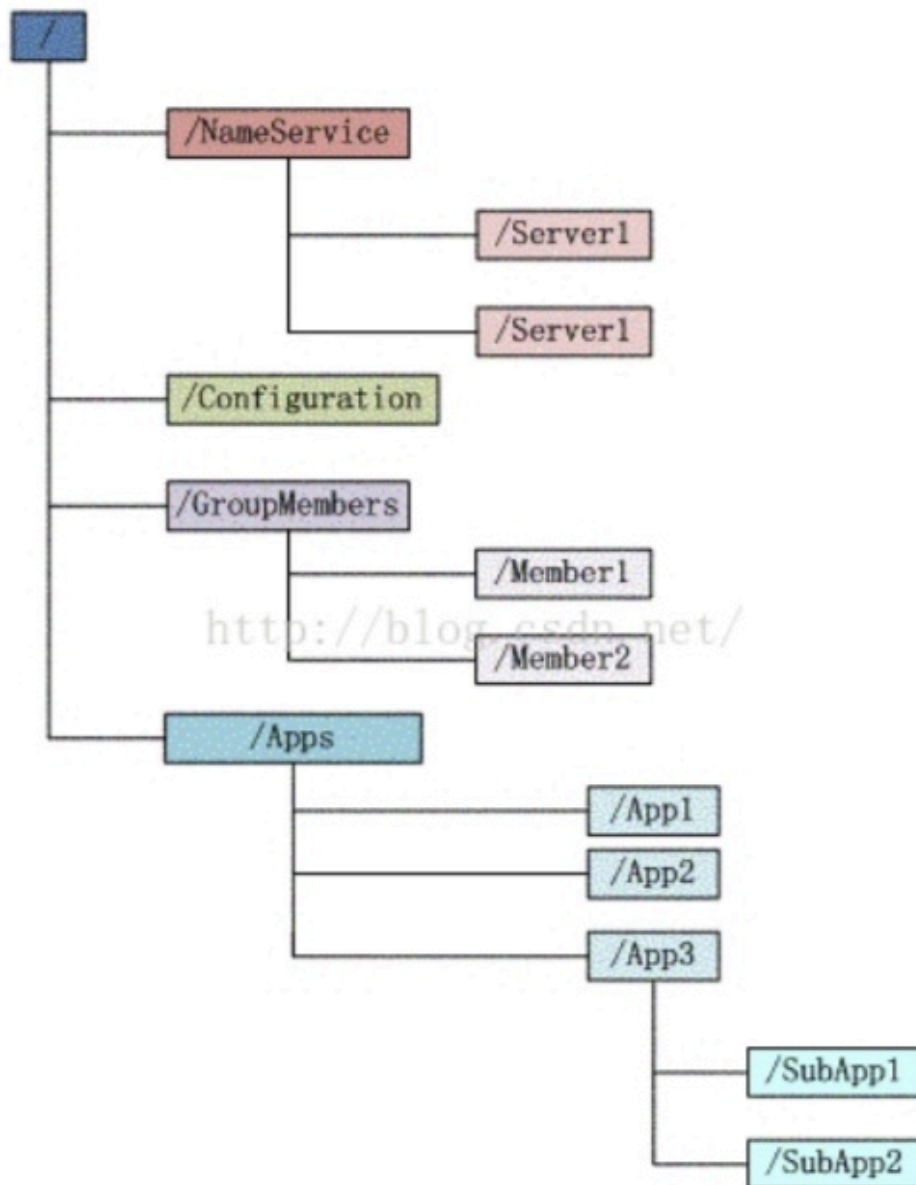 /
/NameService
/Server1
/Server1
/Configuration
/GroupMembers
/Member1
http://blog.csdn.net/
/Member2
/Apps
/App1
/App2
/App3
/SubApp1
/SubApp2